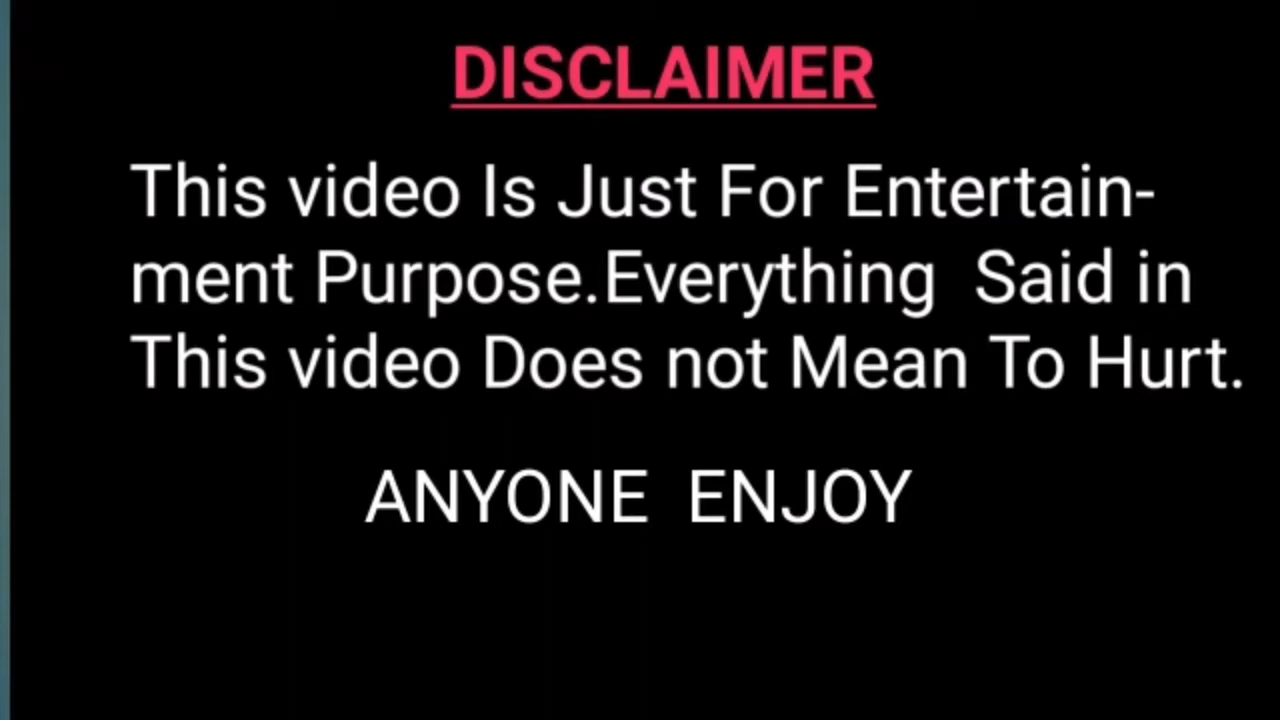 DISCLAIMER
This video Is Just For Entertain-
ment Purpose.Everything  Said in
This video Does not Mean To Hurt.
ANYONE  ENJOY